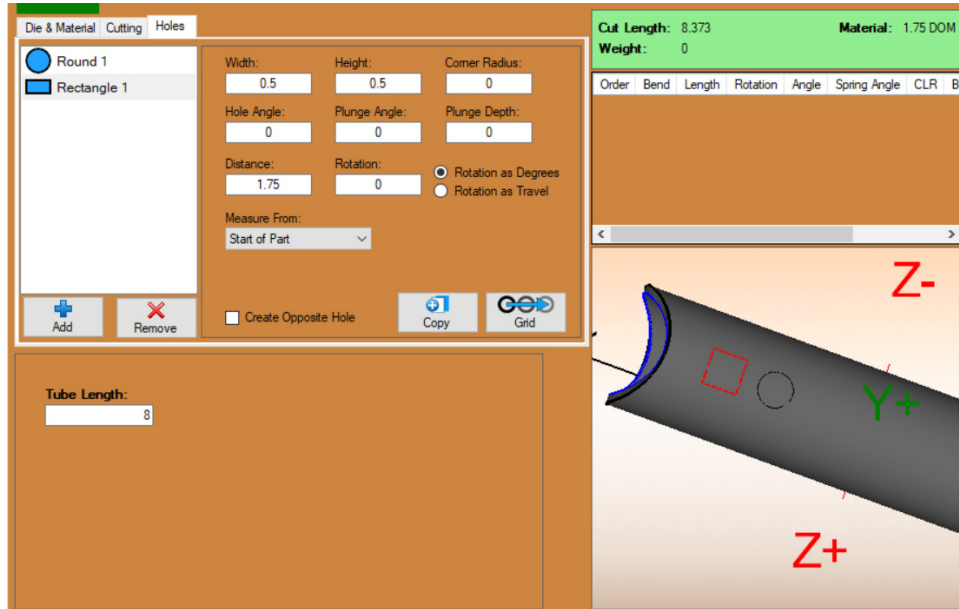 Die & Material Cutting Holes
Round 1
Rectangle 1
Add
Remove
Width: Height: Corner Radius:
0.5 0.5 0
Hole Angle: Plunge Angle: Plunge Depth:
0 0 0
Distance: Rotation:
1.75 0
Rotation as Degrees
Rotation as Travel
Measure From:
Start of Part
Create Opposite Hole
Copy
Grid
Tube Length:
8
Cut Length: 8.373 Material: 1.75 DOM
Weight: 0
Order Bend Length Rotation Angle Spring Angle CLR B
Z-
Y+
Z+